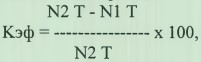 N2 T - N1 T
Кэф = ---------------- x 100,
N2 T